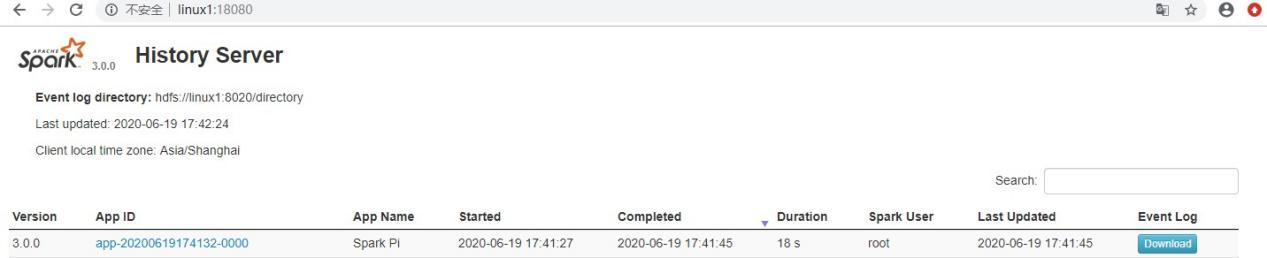 不安全 | linux1:18080
APACHE
Spark 3.0.0 History Server
Event log directory: hdfs://linux1:8020/directory
Last updated: 2020-06-19 17:42:24
Client local time zone: Asia/Shanghai
Search:
Version App ID App Name Started Completed Duration Spark User Last Updated Event Log
3.0.0 app-20200619174132-0000 Spark Pi 2020-06-19 17:41:27 2020-06-19 17:41:45 18 s root 2020-06-19 17:41:45 Download